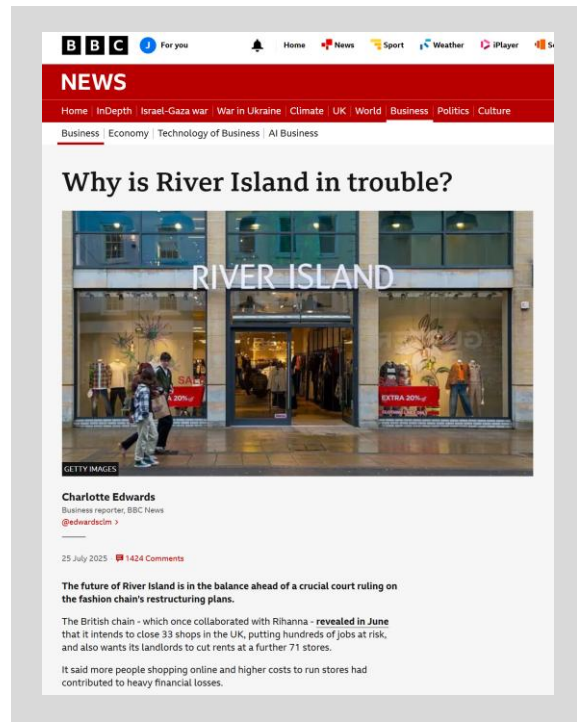 BBC
J For you
Home News Sport Weather iPlayer
NEWS
Home InDepth Israel-Gaza war War in Ukraine Climate UK World Business Politics Culture
Business Economy Technology of Business AI Business
Why is River Island in trouble?
RIVER ISLAND
SALE
EXTRA 20% off
GETTY IMAGES
Charlotte Edwards
Business reporter, BBC News
@edwardsclm >
25 July 2025 · 1424 Comments
The future of River Island is in the balance ahead of a crucial court ruling on
the fashion chain's restructuring plans.
The British chain - which once collaborated with Rihanna - revealed in June
that it intends to close 33 shops in the UK, putting hundreds of jobs at risk,
and also wants its landlords to cut rents at a further 71 stores.
It said more people shopping online and higher costs to run stores had
contributed to heavy financial losses.